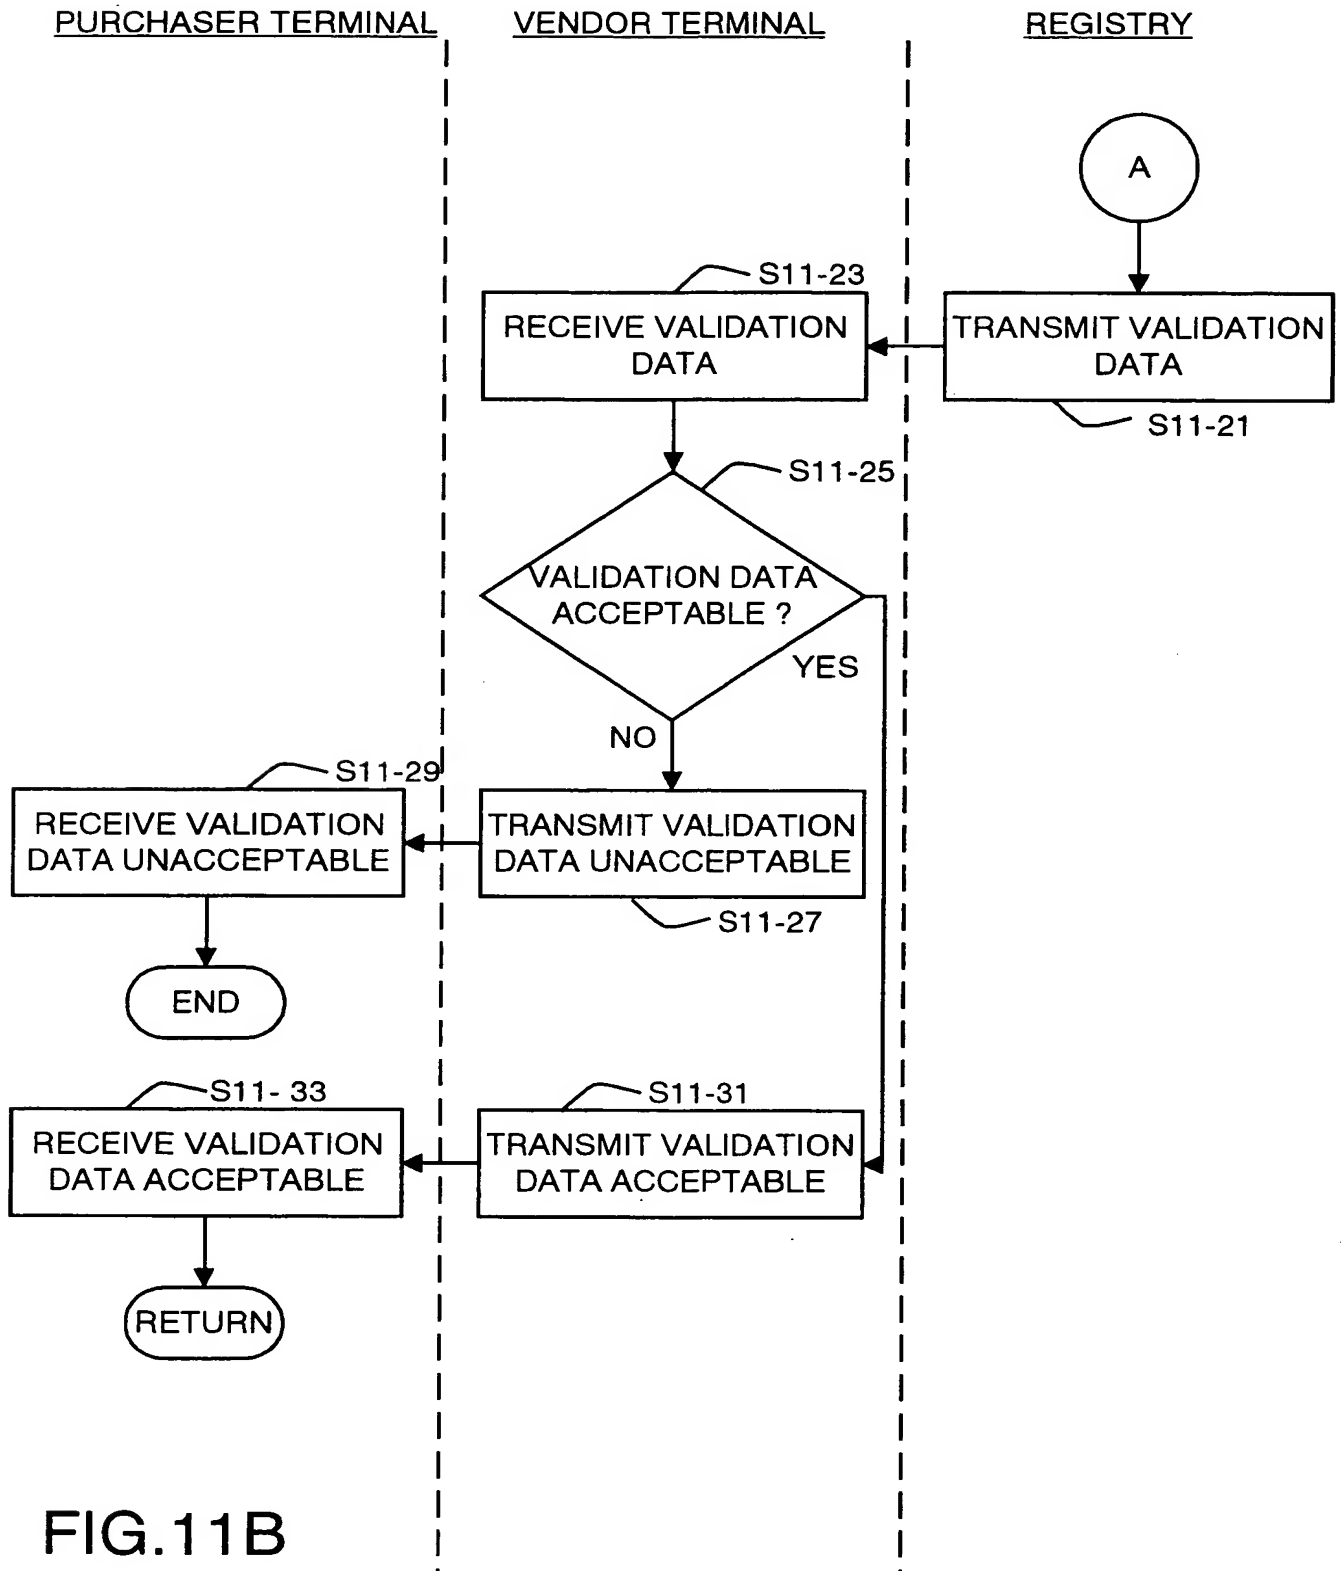 PURCHASER TERMINAL
VENDOR TERMINAL
REGISTRY
A
S11-23
RECEIVE VALIDATION
DATA
TRANSMIT VALIDATION
DATA
S11-21
S11-25
VALIDATION DATA
ACCEPTABLE ?
YES
NO
S11-29
RECEIVE VALIDATION
DATA UNACCEPTABLE
TRANSMIT VALIDATION
DATA UNACCEPTABLE
S11-27
END
S11- 33
RECEIVE VALIDATION
DATA ACCEPTABLE
S11-31
TRANSMIT VALIDATION
DATA ACCEPTABLE
RETURN
FIG.11B